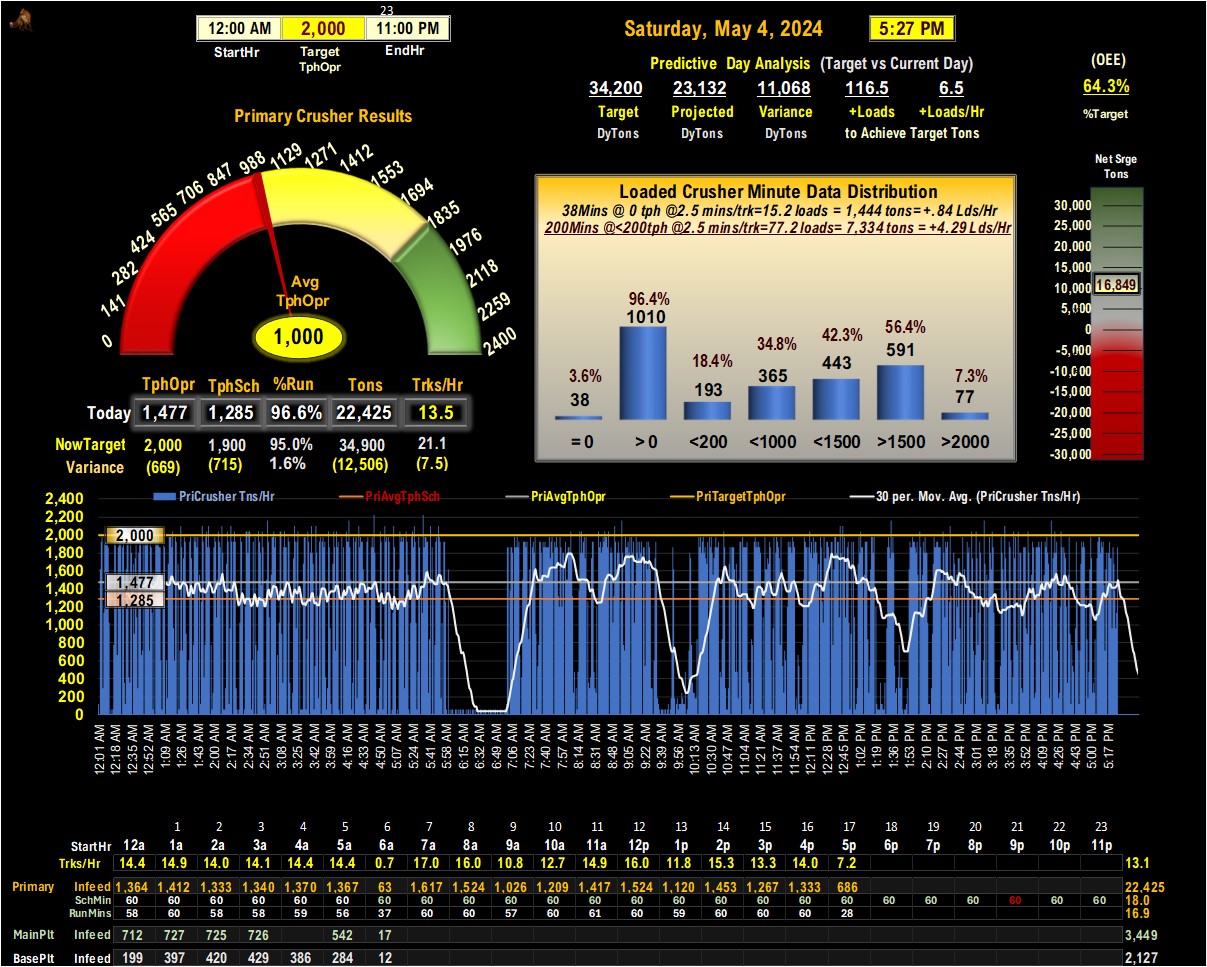 23
12:00 AM 2,000 11:00 PM
StartHr Target TphOpr EndHr
Saturday, May 4, 2024 5:27 PM
Predictive Day Analysis (Target vs Current Day)
34,200 23,132 11,068 116.5 6.5
Target Projected Variance +Loads +Loads/Hr
DyTons DyTons DyTons to Achieve Target Tons
(OEE)
64.3%
%Target
Primary Crusher Results
0 141 282 424 565 706 847 988 1129 1271 1412 1553 1694 1835 1976 2118 2259 2400
Avg
TphOpr
1,000
TphOpr TphSch %Run Tons Trks/Hr
Today 1,477 1,285 96.6% 22,425 13.5
NowTarget 2,000 1,900 95.0% 34,900 21.1
Variance (669) (715) 1.6% (12,506) (7.5)
Loaded Crusher Minute Data Distribution
38Mins @ 0 tph @2.5 mins/trk=15.2 loads = 1,444 tons=+.84 Lds/Hr
200Mins @<200tph @2.5 mins/trk=77.2 loads= 7,334 tons = +4.29 Lds/Hr
3.6% 96.4% 18.4% 34.8% 42.3% 56.4% 7.3%
38 1010 193 365 443 591 77
=0 >0 <200 <1000 <1500 >1500 >2000
Net Srge
Tons
30,000
25,000
20,000
15,000
16,849
10,000
5,000
0
-5,000
-10,000
-15,000
-20,000
-25,000
-30,000
PriCrusher Tns/Hr PriAvgTphSch PriAvgTphOpr PriTargetTphOpr 30 per. Mov. Avg. (PriCrusher Tns/Hr)
2,400
2,200
2,000 2,000
1,800
1,600
1,477
1,400
1,285
1,200
1,000
800
600
400
200
0
12:01 AM 12:18 AM 12:35 AM 12:52 AM 1:09 AM 1:26 AM 1:43 AM 2:00 AM 2:17 AM 2:34 AM 2:51 AM 3:08 AM 3:25 AM 3:42 AM 3:59 AM 4:16 AM 4:33 AM 4:50 AM 5:07 AM 5:24 AM 5:41 AM 5:58 AM 6:15 AM 6:32 AM 6:49 AM 7:06 AM 7:23 AM 7:40 AM 7:57 AM 8:14 AM 8:31 AM 8:48 AM 9:05 AM 9:22 AM 9:39 AM 9:56 AM 10:13 AM 10:30 AM 10:47 AM 11:04 AM 11:21 AM 11:37 AM 11:54 AM 12:11 PM 12:28 PM 12:45 PM 1:02 PM 1:19 PM 1:36 PM 1:53 PM 2:10 PM 2:27 PM 2:44 PM 3:01 PM 3:18 PM 3:35 PM 3:52 PM 4:09 PM 4:26 PM 4:43 PM 5:00 PM 5:17 PM
1 2 3 4 5 6 7 8 9 10 11 12 13 14 15 16 17 18 19 20 21 22 23
StartHr 12a 1a 2a 3a 4a 5a 6a 7a 8a 9a 10a 11a 12p 1p 2p 3p 4p 5p 6p 7p 8p 9p 10p 11p
Trks/Hr 14.4 14.9 14.0 14.1 14.4 14.4 0.7 17.0 16.0 10.8 12.7 14.9 16.0 11.8 15.3 13.3 14.0 7.2 13.1
Primary Infeed 1,364 1,412 1,333 1,340 1,370 1,367 63 1,617 1,524 1,026 1,209 1,417 1,524 1,120 1,453 1,267 1,333 686 22,425
SchMin 60 60 60 60 60 60 60 60 60 60 60 60 60 60 60 60 60 60 60 60 60 60 60 60 18.0
RunMins 58 60 58 58 59 56 37 60 60 57 60 61 60 59 60 60 60 28 16.9
MainPlt Infeed 712 727 725 726 542 17 3,449
BasePlt Infeed 199 397 420 429 386 284 12 2,127